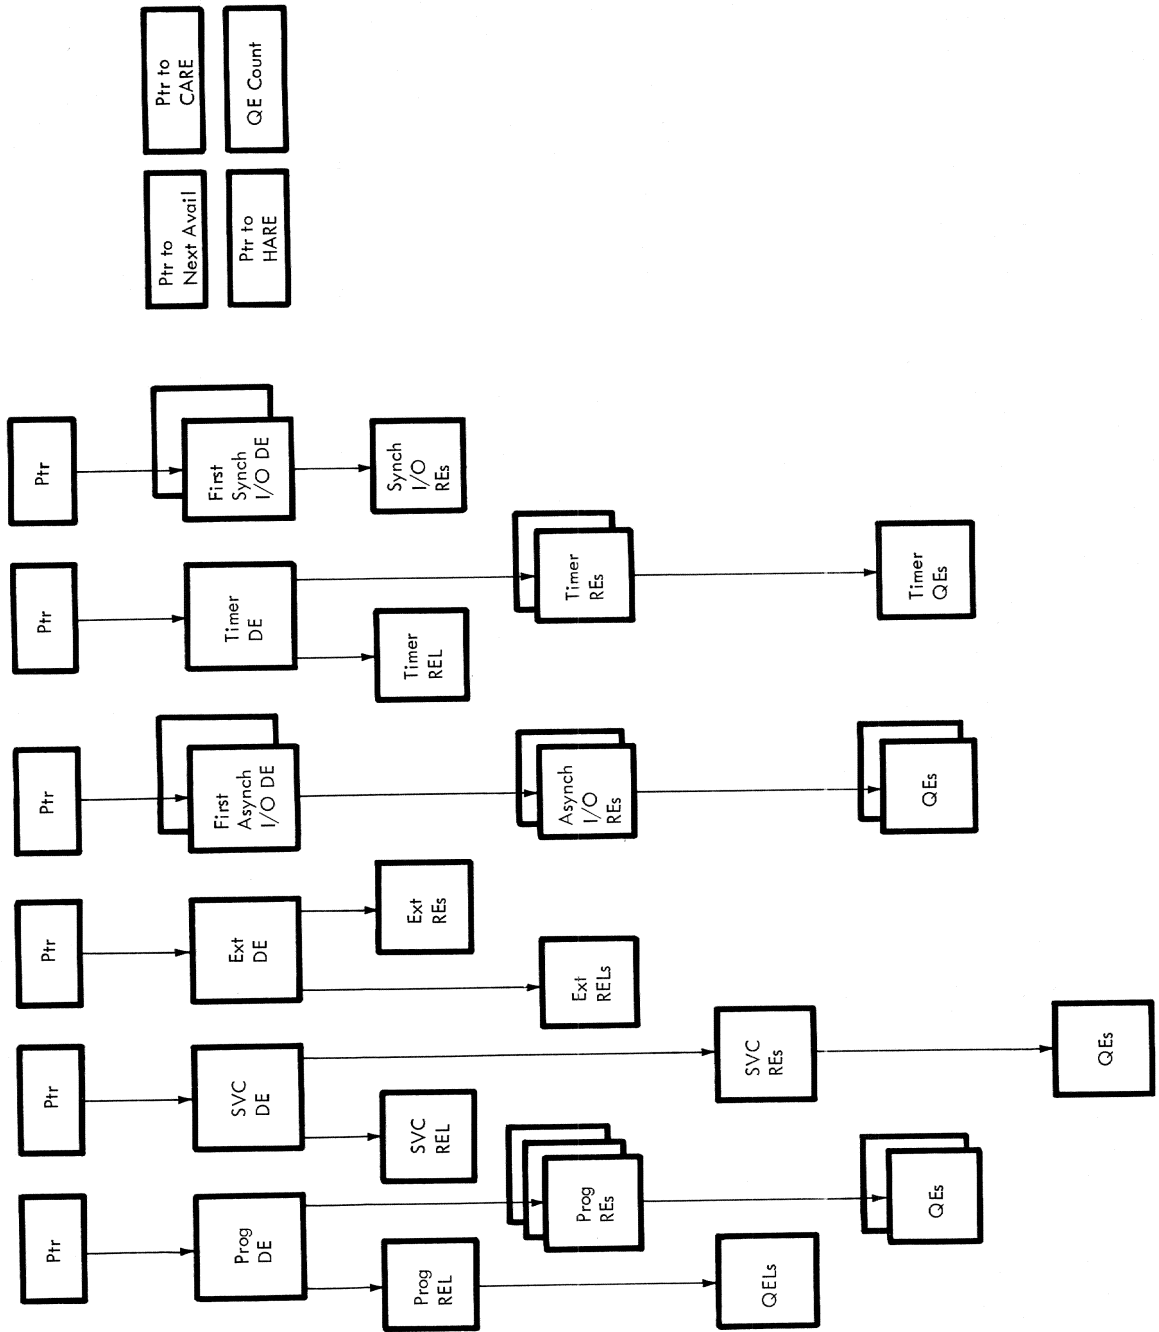 Ptr
Ptr
Ptr
Ptr
Ptr
Ptr
Ptr to
Next Avail
Ptr to
CARE
Prog
DE
SVC
DE
Ext
DE
First
Asynch
I/O DE
Timer
DE
First
Synch
I/O DE
Ptr to
HARE
QE Count
Prog
REL
SVC
REL
Ext
REs
Timer
REL
Synch
I/O
REs
Prog
REs
Ext
RELs
Asynch
I/O
REs
Timer
REs
QELs
SVC
REs
QEs
QEs
Timer
QEs
QEs